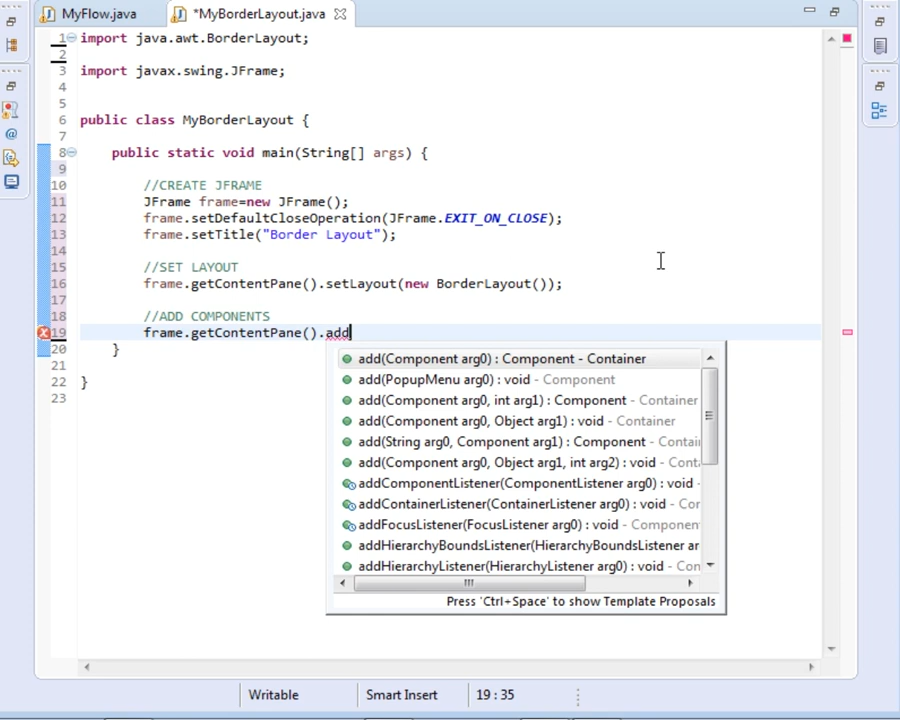 MyFlow.java
*MyBorderLayout.java
1 import java.awt.BorderLayout;
2
3 import javax.swing.JFrame;
4
5
6 public class MyBorderLayout {
7
8 public static void main(String[] args) {
9
10 //CREATE JFRAME
11 JFrame frame=new JFrame();
12 frame.setDefaultCloseOperation(JFrame.EXIT_ON_CLOSE);
13 frame.setTitle("Border Layout");
14
15 //SET LAYOUT
16 frame.getContentPane().setLayout(new BorderLayout());
17
18 //ADD COMPONENTS
19 frame.getContentPane().add
20 }
21
22 }
23
add(Component arg0) : Component - Container
add(PopupMenu arg0) : void - Component
add(Component arg0, int arg1) : Component - Container
add(Component arg0, Object arg1) : void - Container
add(String arg0, Component arg1) : Component - Contai
add(Component arg0, Object arg1, int arg2) : void - Cont
addComponentListener(ComponentListener arg0) : void -
addContainerListener(ContainerListener arg0) : void - Cor
addFocusListener(FocusListener arg0) : void - Component
addHierarchyBoundsListener(HierarchyBoundsListener ar
addHierarchyListener(HierarchyListener arg0) : void - Con
Press 'Ctrl+Space' to show Template Proposals
Writable
Smart Insert
19 : 35